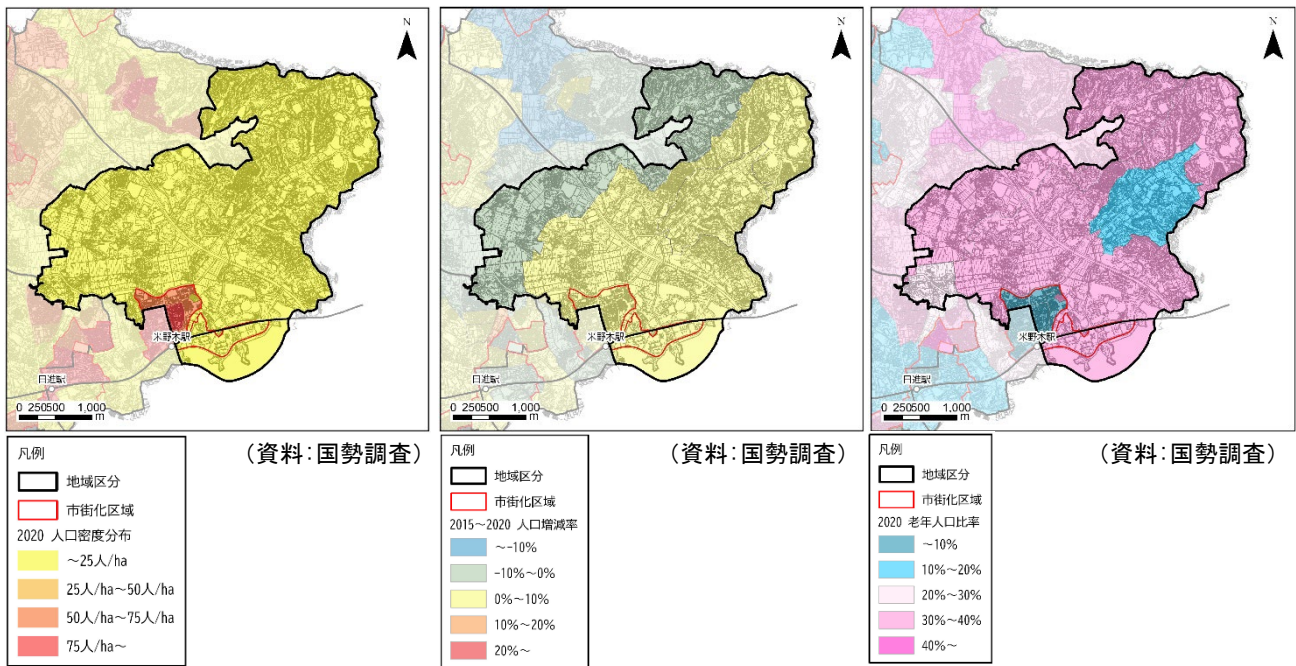 N
米野木駅
日進駅
0 250500 1,000
m
(資料:国勢調査)
凡例
地域区分
市街化区域
2020 人口密度分布
~25人/ha
25人/ha~50人/ha
50人/ha~75人/ha
75人/ha~
N
米野木駅
日進駅
0 250500 1,000
m
(資料:国勢調査)
凡例
地域区分
市街化区域
2015~2020 人口増減率
~-10%
-10%~0%
0%~10%
10%~20%
20%~
N
米野木駅
日進駅
0 250500 1,000
m
(資料:国勢調査)
凡例
地域区分
市街化区域
2020 老年人口比率
~10%
10%~20%
20%~30%
30%~40%
40%~